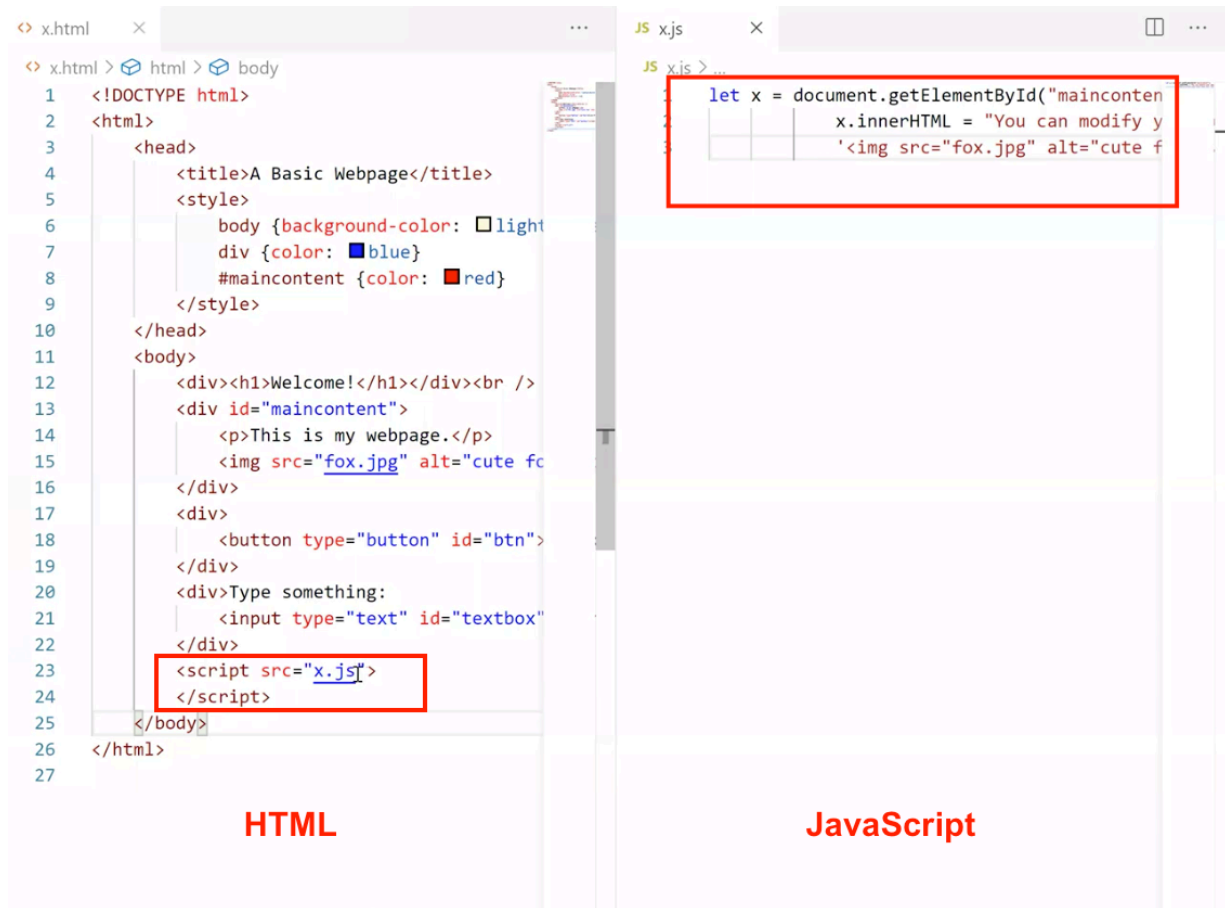 x.html
x.html > html > body
1 <!DOCTYPE html>
2 <html>
3 <head>
4 <title>A Basic Webpage</title>
5 <style>
6 body {background-color: light
7 div {color: blue}
8 #maincontent {color: red}
9 </style>
10 </head>
11 <body>
12 <div><h1>Welcome!</h1></div><br />
13 <div id="maincontent">
14 <p>This is my webpage.</p>
15 <img src="fox.jpg" alt="cute fo
16 </div>
17 <div>
18 <button type="button" id="btn">
19 </div>
20 <div>Type something:
21 <input type="text" id="textbox"
22 </div>
23 <script src="x.js">
24 </script>
25 </body>
26 </html>
27
HTML
JS x.js
JS x.js > ...
1 let x = document.getElementById("mainconten
2 x.innerHTML = "You can modify y
3 '<img src="fox.jpg" alt="cute f
JavaScript